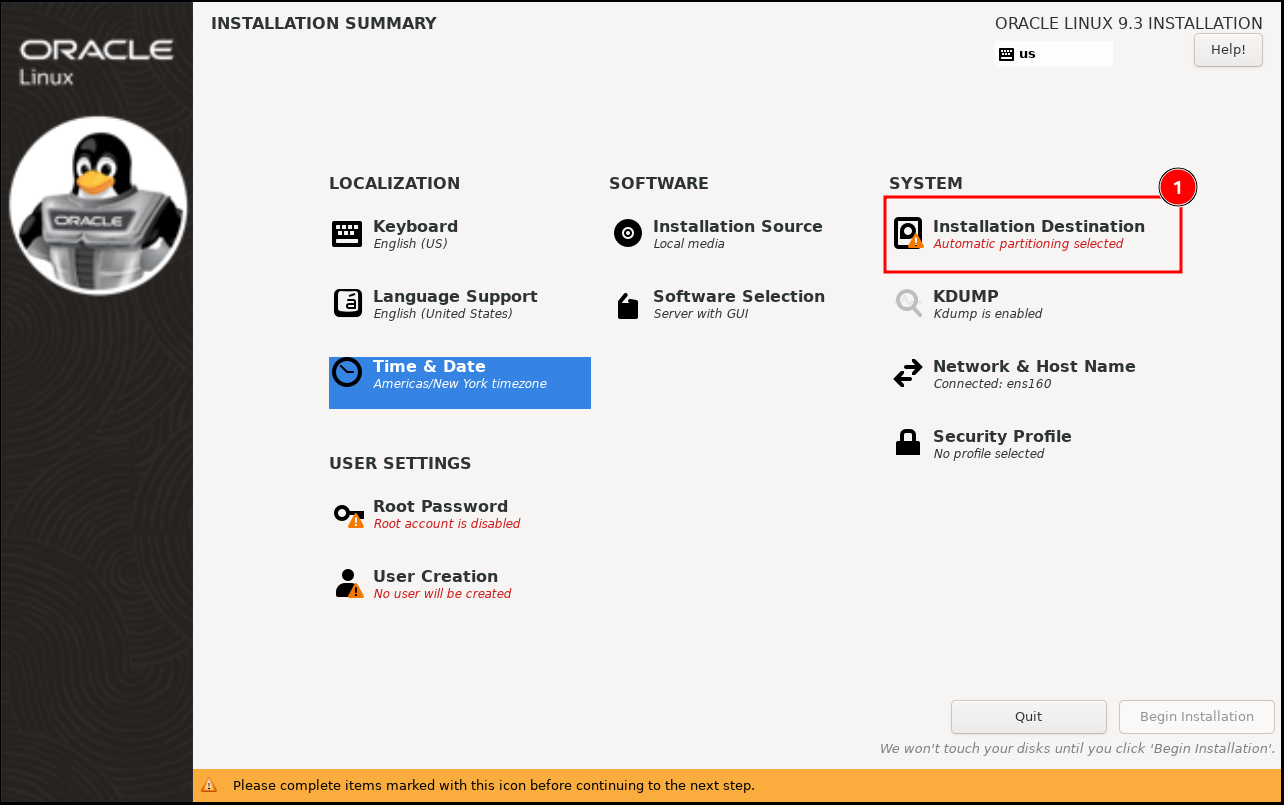 ORACLE
Linux
ORACLE
INSTALLATION SUMMARY
ORACLE LINUX 9.3 INSTALLATION
us
Help!
LOCALIZATION
Keyboard
English (US)
Language Support
English (United States)
Time & Date
Americas/New York timezone
USER SETTINGS
Root Password
Root account is disabled
User Creation
No user will be created
SOFTWARE
Installation Source
Local media
Software Selection
Server with GUI
SYSTEM
1
Installation Destination
Automatic partitioning selected
KDUMP
Kdump is enabled
Network & Host Name
Connected: ens160
Security Profile
No profile selected
Quit
Begin Installation
We won't touch your disks until you click 'Begin Installation'.
Please complete items marked with this icon before continuing to the next step.